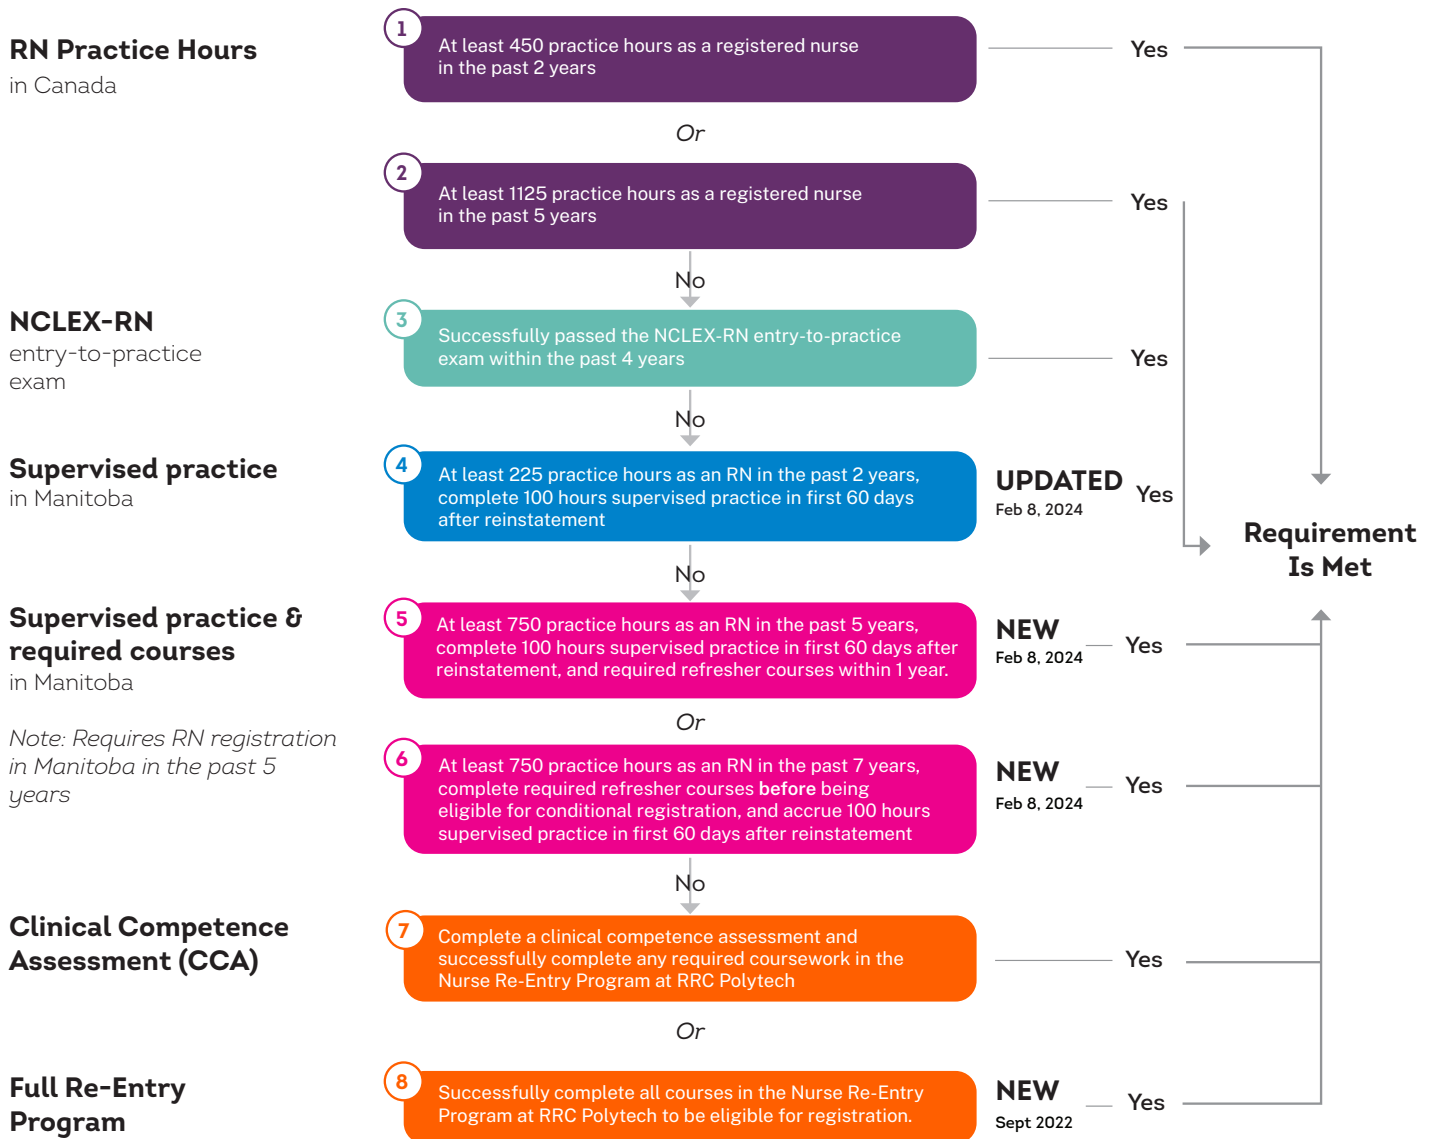 RN Practice Hours
in Canada
1
At least 450 practice hours as a registered nurse
in the past 2 years
Yes
Or
2
At least 1125 practice hours as a registered nurse
in the past 5 years
Yes
No
NCLEX-RN
entry-to-practice
exam
3
Successfully passed the NCLEX-RN entry-to-practice
exam within the past 4 years
Yes
No
Supervised practice
in Manitoba
4
At least 225 practice hours as an RN in the past 2 years,
complete 100 hours supervised practice in first 60 days
after reinstatement
UPDATED
Feb 8, 2024
Yes
Requirement
Is Met
No
Supervised practice &
required courses
in Manitoba
Note: Requires RN registration
in Manitoba in the past 5
years
5
At least 750 practice hours as an RN in the past 5 years,
complete 100 hours supervised practice in first 60 days after
reinstatement, and required refresher courses within 1 year.
NEW
Feb 8, 2024
Yes
Or
6
At least 750 practice hours as an RN in the past 7 years,
complete required refresher courses before being
eligible for conditional registration, and accrue 100 hours
supervised practice in first 60 days after reinstatement
NEW
Feb 8, 2024
Yes
No
Clinical Competence
Assessment (CCA)
7
Complete a clinical competence assessment and
successfully complete any required coursework in the
Nurse Re-Entry Program at RRC Polytech
Yes
Or
Full Re-Entry
Program
8
Successfully complete all courses in the Nurse Re-Entry
Program at RRC Polytech to be eligible for registration.
NEW
Sept 2022
Yes